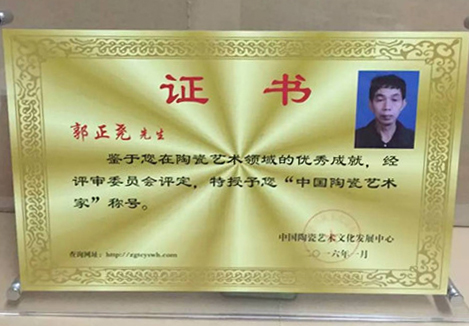 证书
郭正尧 先生
鉴于您在陶瓷艺术领域的优秀成就，经
评审委员会评定，特授予您“中国陶瓷艺术
家”称号。
中国陶瓷艺术文化发展中心
查询网址：http://zgtcyswh.com
二〇一六年一月